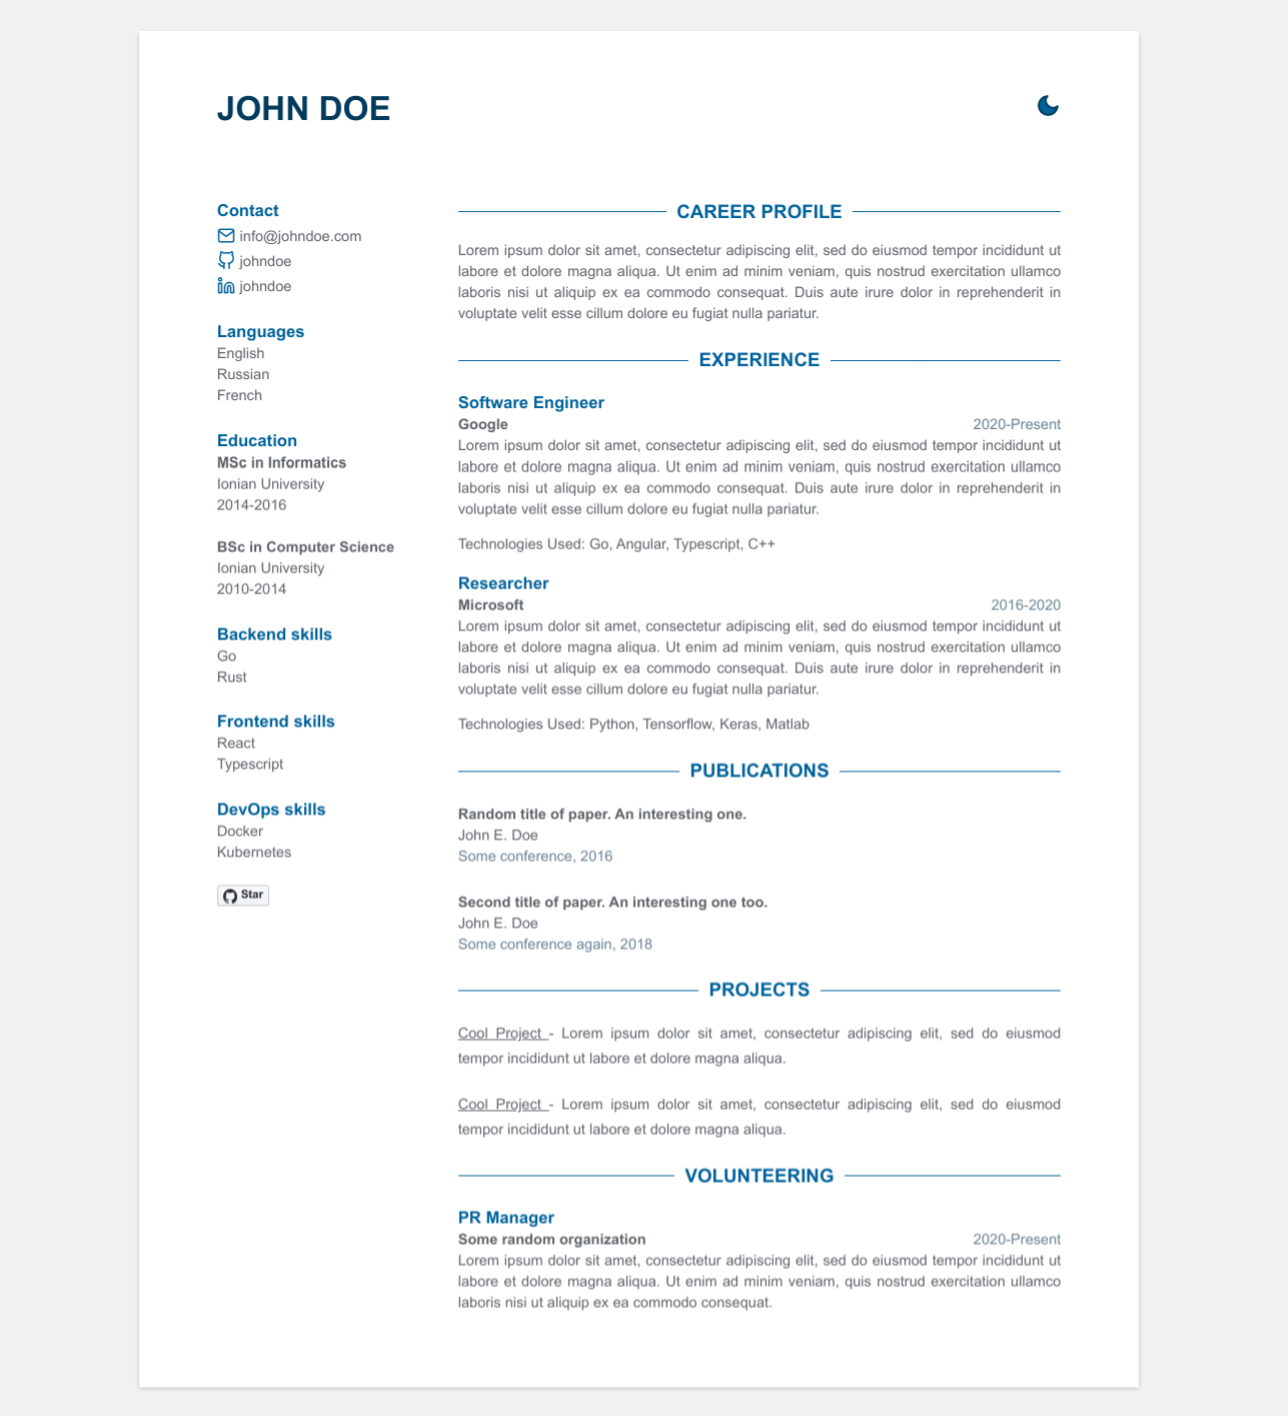 JOHN DOE
Contact
info@johndoe.com
johndoe
johndoe
Languages
English
Russian
French
Education
MSc in Informatics
Ionian University
2014-2016
BSc in Computer Science
Ionian University
2010-2014
Backend skills
Go
Rust
Frontend skills
React
Typescript
DevOps skills
Docker
Kubernetes
Star
CAREER PROFILE
Lorem ipsum dolor sit amet, consectetur adipiscing elit, sed do eiusmod tempor incididunt ut
labore et dolore magna aliqua. Ut enim ad minim veniam, quis nostrud exercitation ullamco
laboris nisi ut aliquip ex ea commodo consequat. Duis aute irure dolor in reprehenderit in
voluptate velit esse cillum dolore eu fugiat nulla pariatur.
EXPERIENCE
Software Engineer
Google 2020-Present
Lorem ipsum dolor sit amet, consectetur adipiscing elit, sed do eiusmod tempor incididunt ut
labore et dolore magna aliqua. Ut enim ad minim veniam, quis nostrud exercitation ullamco
laboris nisi ut aliquip ex ea commodo consequat. Duis aute irure dolor in reprehenderit in
voluptate velit esse cillum dolore eu fugiat nulla pariatur.
Technologies Used: Go, Angular, Typescript, C++
Researcher
Microsoft 2016-2020
Lorem ipsum dolor sit amet, consectetur adipiscing elit, sed do eiusmod tempor incididunt ut
labore et dolore magna aliqua. Ut enim ad minim veniam, quis nostrud exercitation ullamco
laboris nisi ut aliquip ex ea commodo consequat. Duis aute irure dolor in reprehenderit in
voluptate velit esse cillum dolore eu fugiat nulla pariatur.
Technologies Used: Python, Tensorflow, Keras, Matlab
PUBLICATIONS
Random title of paper. An interesting one.
John E. Doe
Some conference, 2016
Second title of paper. An interesting one too.
John E. Doe
Some conference again, 2018
PROJECTS
Cool Project - Lorem ipsum dolor sit amet, consectetur adipiscing elit, sed do eiusmod
tempor incididunt ut labore et dolore magna aliqua.
Cool Project - Lorem ipsum dolor sit amet, consectetur adipiscing elit, sed do eiusmod
tempor incididunt ut labore et dolore magna aliqua.
VOLUNTEERING
PR Manager
Some random organization 2020-Present
Lorem ipsum dolor sit amet, consectetur adipiscing elit, sed do eiusmod tempor incididunt ut
labore et dolore magna aliqua. Ut enim ad minim veniam, quis nostrud exercitation ullamco
laboris nisi ut aliquip ex ea commodo consequat.